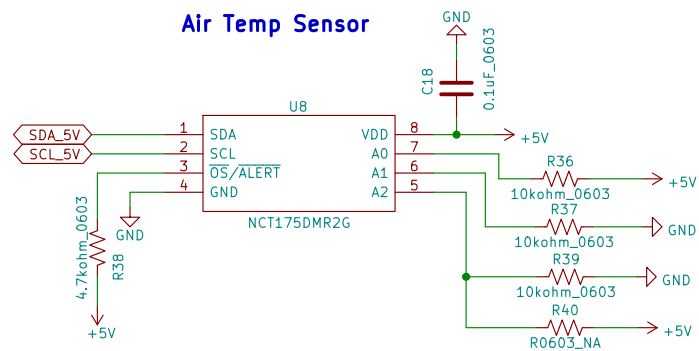 Air Temp Sensor
GND
C18
0.1uF_0603
U8
SDA_5V
1
SDA
VDD
8
+5V
SCL_5V
2
SCL
A0
7
R36
3
OS/ALERT
A1
6
+5V
10kohm_0603
4
GND
A2
5
R37
GND
NCT175DMR2G
GND
10kohm_0603
4.7kohm_0603
R38
R39
GND
10kohm_0603
R40
+5V
+5V
R0603_NA